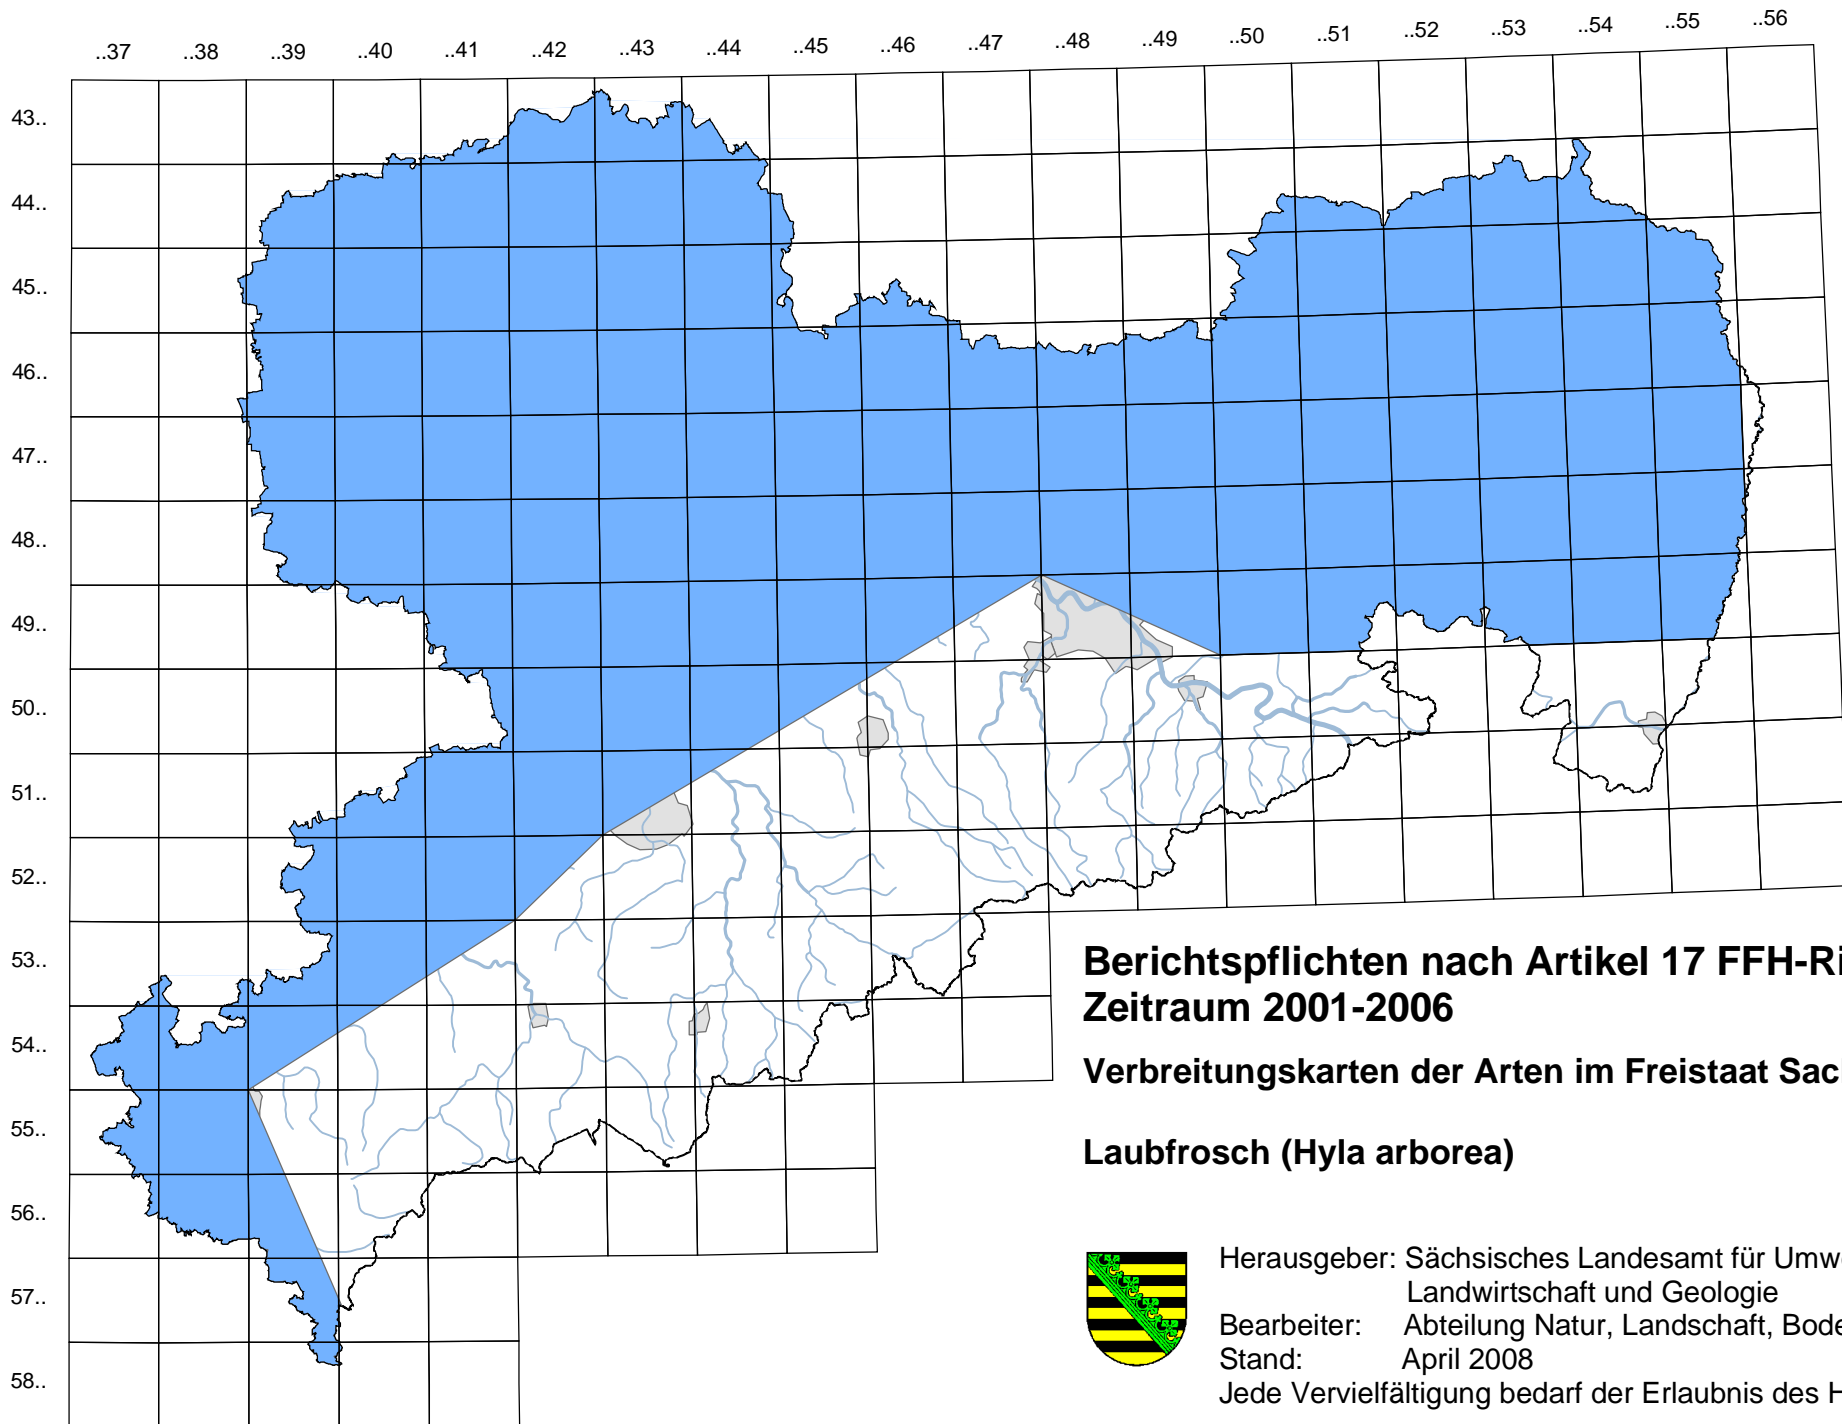 ..37 ..38 ..39 ..40 ..41 ..42 ..43 ..44 ..45 ..46 ..47 ..48 ..49 ..50 ..51 ..52 ..53 ..54 ..55 ..56
43..
44..
45..
46..
47..
48..
49..
50..
51..
52..
53..
54..
55..
56..
57..
58..
Berichtspflichten nach Artikel 17 FFH-Ri
Zeitraum 2001-2006
Verbreitungskarten der Arten im Freistaat Sac
Laubfrosch (Hyla arborea)
Herausgeber: Sächsisches Landesamt für Umwe
Landwirtschaft und Geologie
Bearbeiter: Abteilung Natur, Landschaft, Bode
Stand: April 2008
Jede Vervielfältigung bedarf der Erlaubnis des H